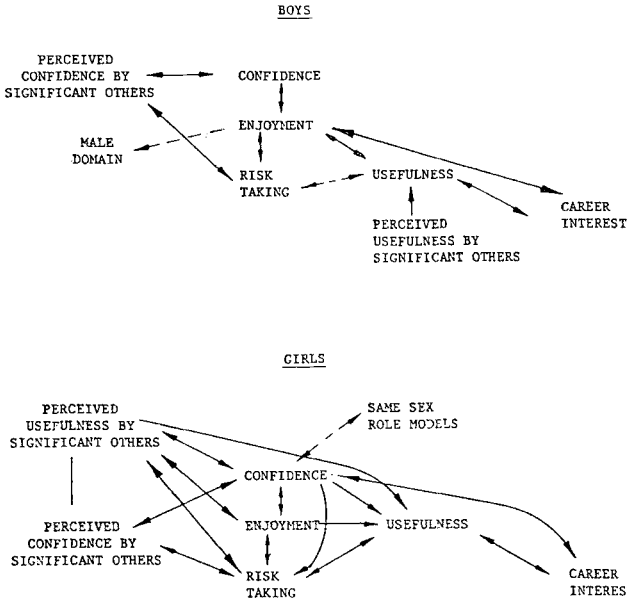 BOYS
PERCEIVED
CONFIDENCE BY
SIGNIFICANT OTHERS
CONFIDENCE
ENJOYMENT
MALE
DOMAIN
RISK
TAKING
USEFULNESS
PERCEIVED
USEFULNESS BY
SIGNIFICANT OTHERS
CAREER
INTEREST
GIRLS
PERCEIVED
USEFULNESS BY
SIGNIFICANT OTHERS
SAME SEX
ROLE MODELS
CONFIDENCE
ENJOYMENT
USEFULNESS
PERCEIVED
CONFIDENCE BY
SIGNIFICANT OTHERS
RISK
TAKING
CAREER
INTERES